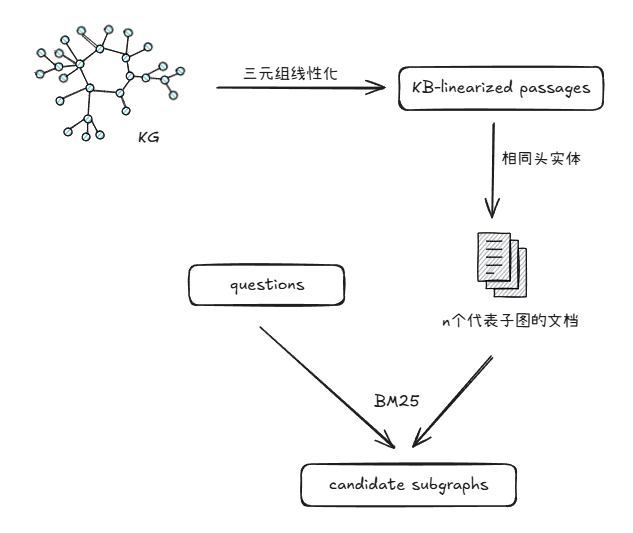 三元组线性化
KB-linearized passages
KG
相同头实体
questions
n个代表子图的文档
BM25
candidate subgraphs